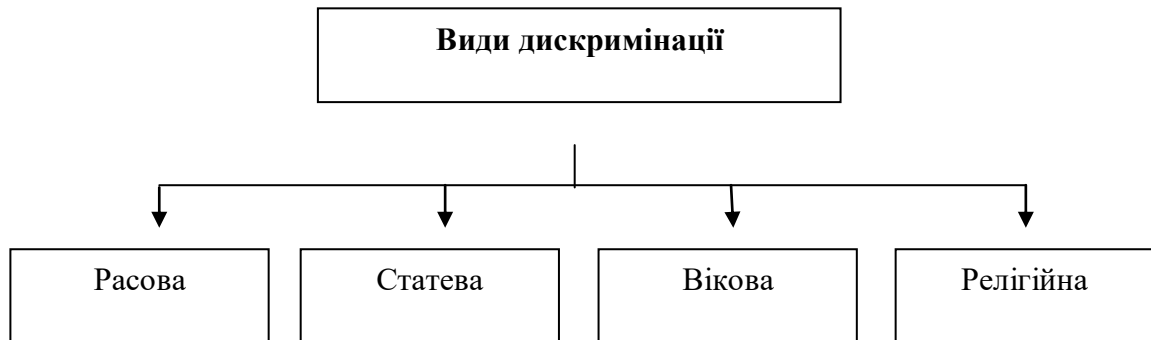 Види дискримінації
Расова
Статева
Вікова
Релігійна